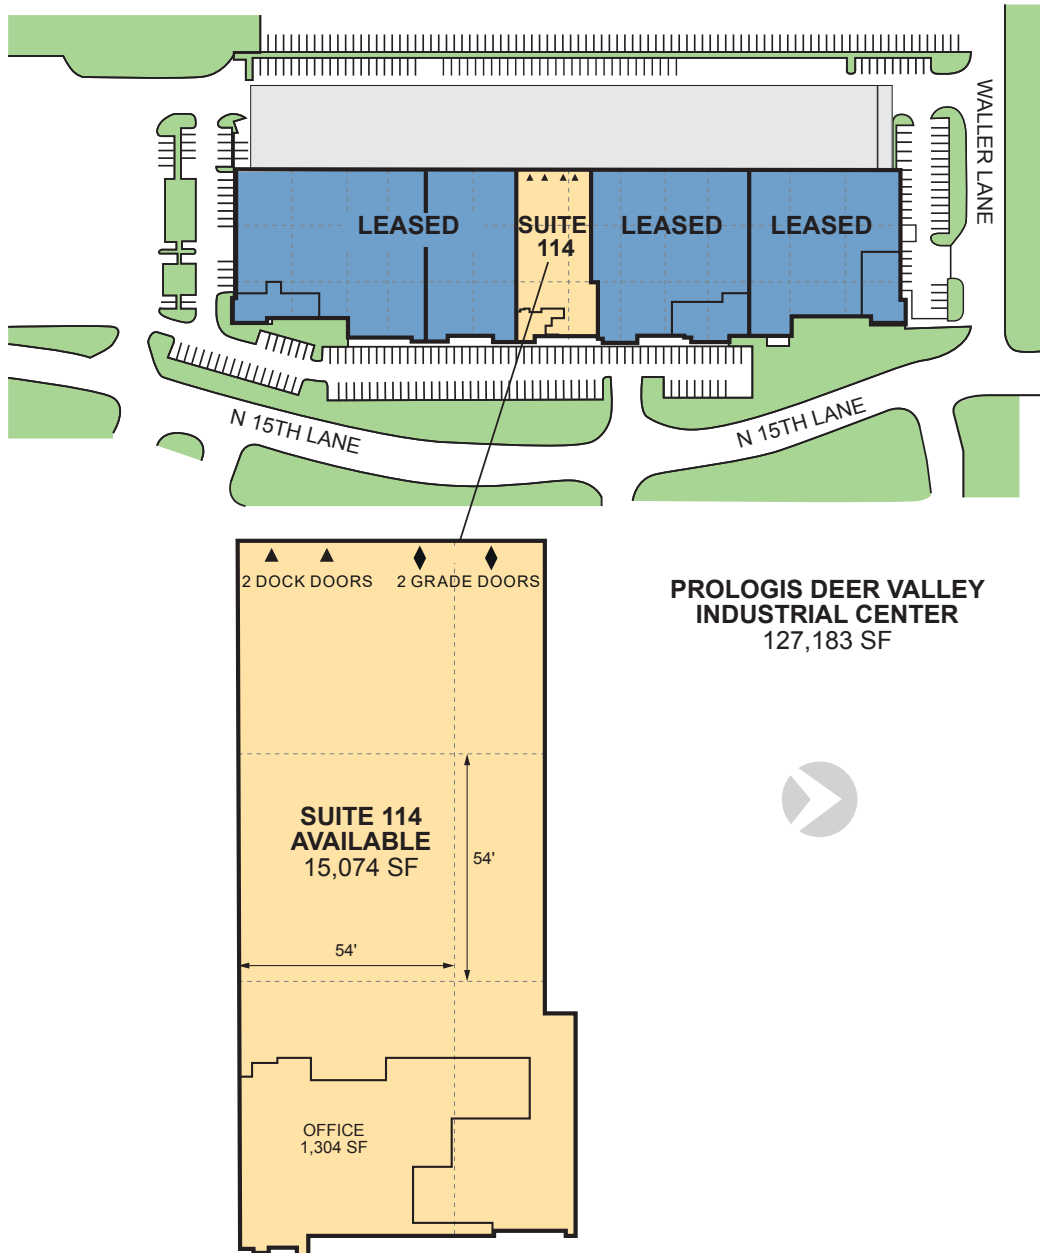 WALLER LANE
LEASED
SUITE
114
LEASED
LEASED
N 15TH LANE
N 15TH LANE
2 DOCK DOORS
2 GRADE DOORS
PROLOGIS DEER VALLEY
INDUSTRIAL CENTER
127,183 SF
SUITE 114
AVAILABLE
15,074 SF
54'
54'
OFFICE
1,304 SF